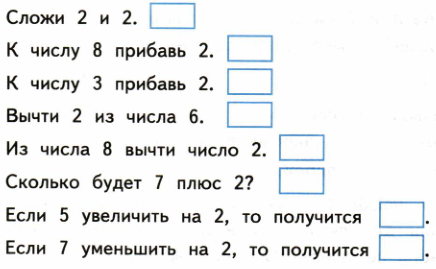 Сложи 2 и 2.
К числу 8 прибавь 2.
К числу 3 прибавь 2.
Вычти 2 из числа 6.
Из числа 8 вычти число 2.
Сколько будет 7 плюс 2?
Если 5 увеличить на 2, то получится .
Если 7 уменьшить на 2, то получится .